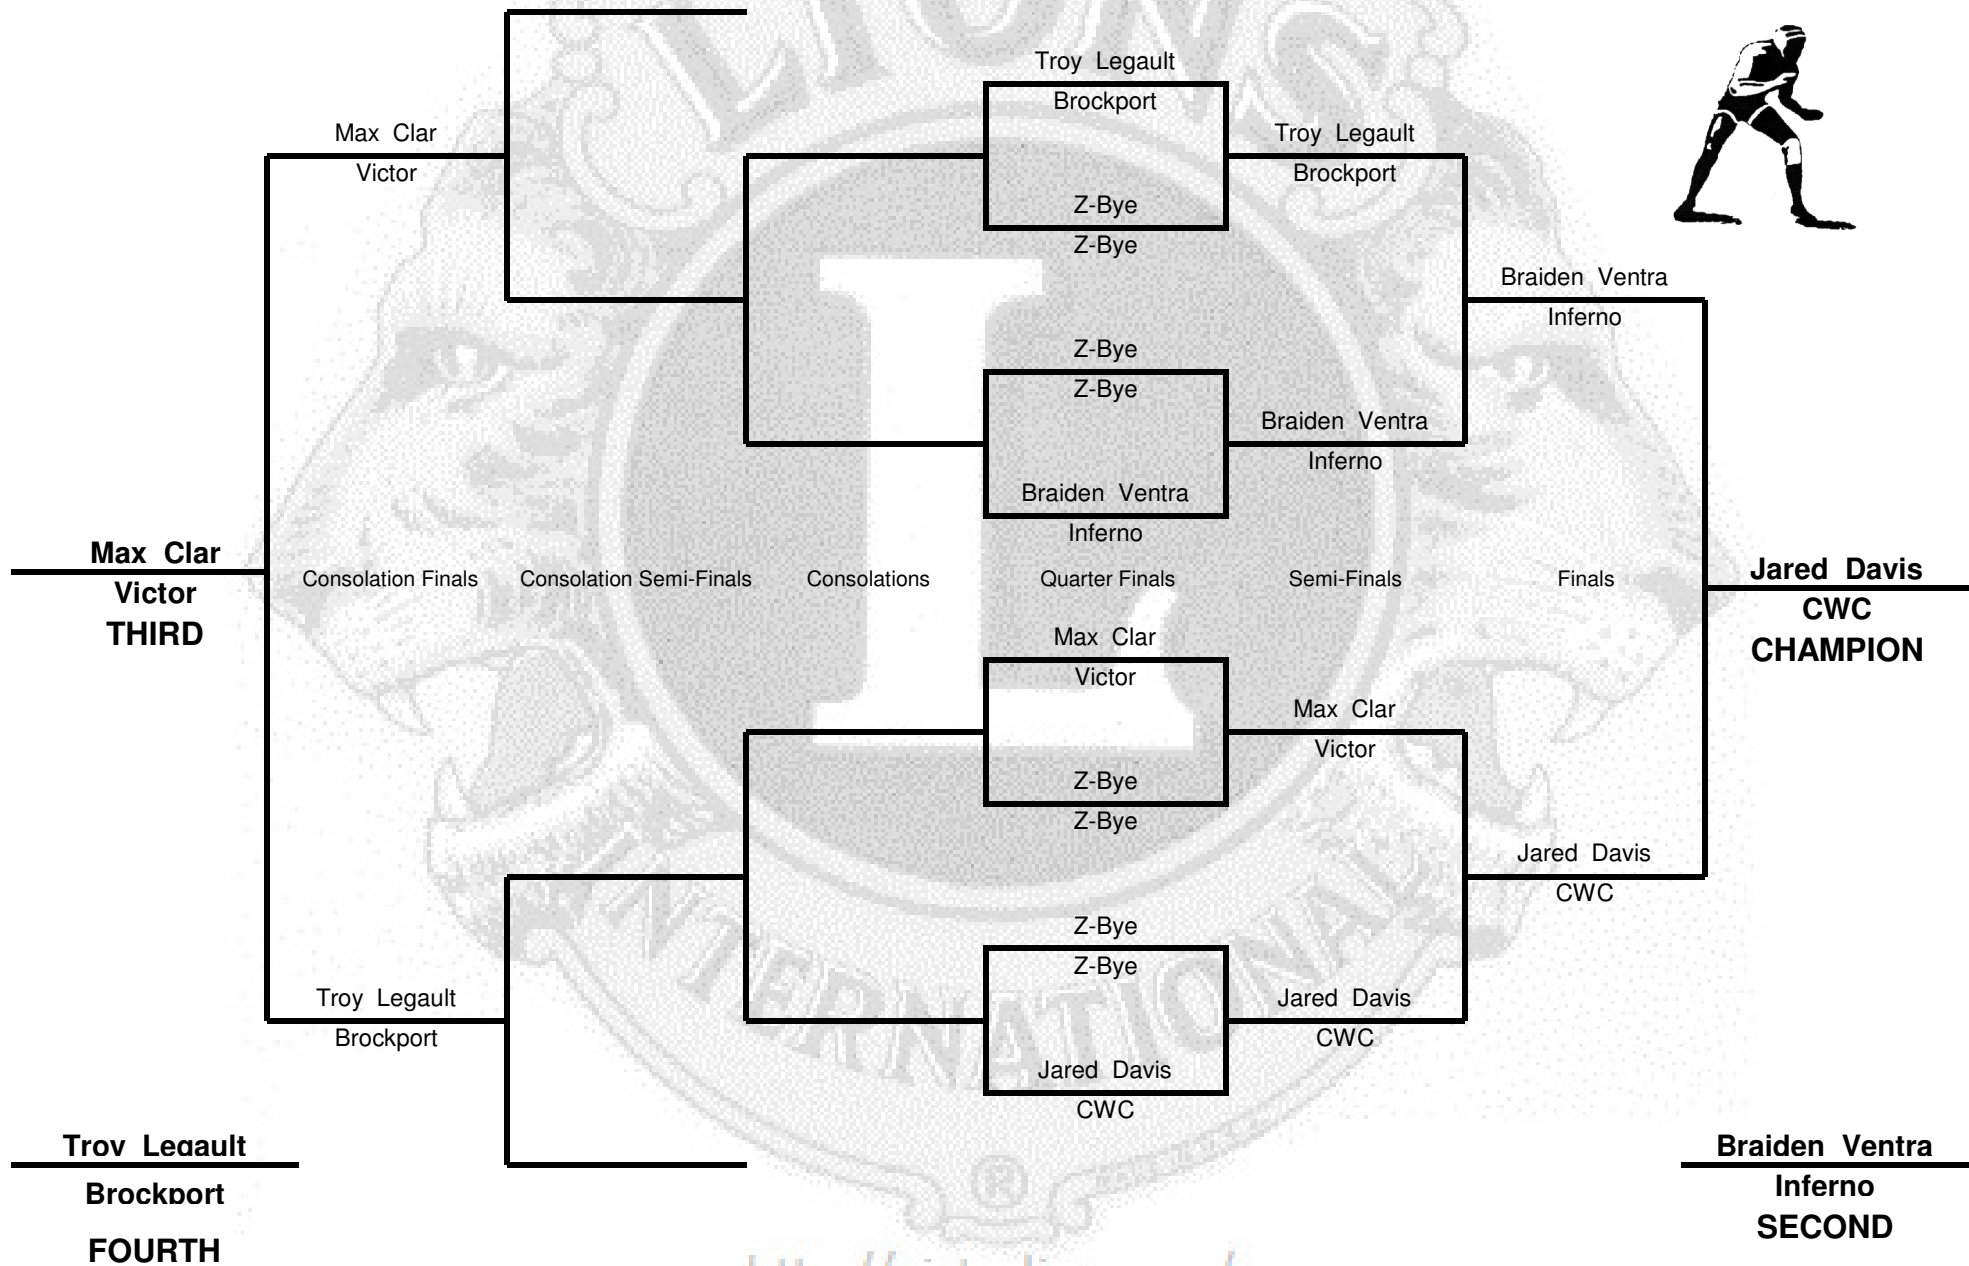 LIONS
Troy Legault
Brockport
Max Clar
Victor
Troy Legault
Brockport
Z-Bye
Z-Bye
Braiden Ventra
Inferno
Z-Bye
Z-Bye
Braiden Ventra
Inferno
Braiden Ventra
Inferno
L
Max Clar
Victor
THIRD
Consolation Finals Consolation Semi-Finals Consolations Quarter Finals Semi-Finals Finals
Jared Davis
CWC
CHAMPION
Max Clar
Victor
Max Clar
Victor
Z-Bye
Z-Bye
Jared Davis
CWC
Z-Bye
Z-Bye
Troy Legault
Brockport
Jared Davis
CWC
Jared Davis
CWC
INTERNATIONAL
®
Troy Legault
Brockport
FOURTH
Braiden Ventra
Inferno
SECOND